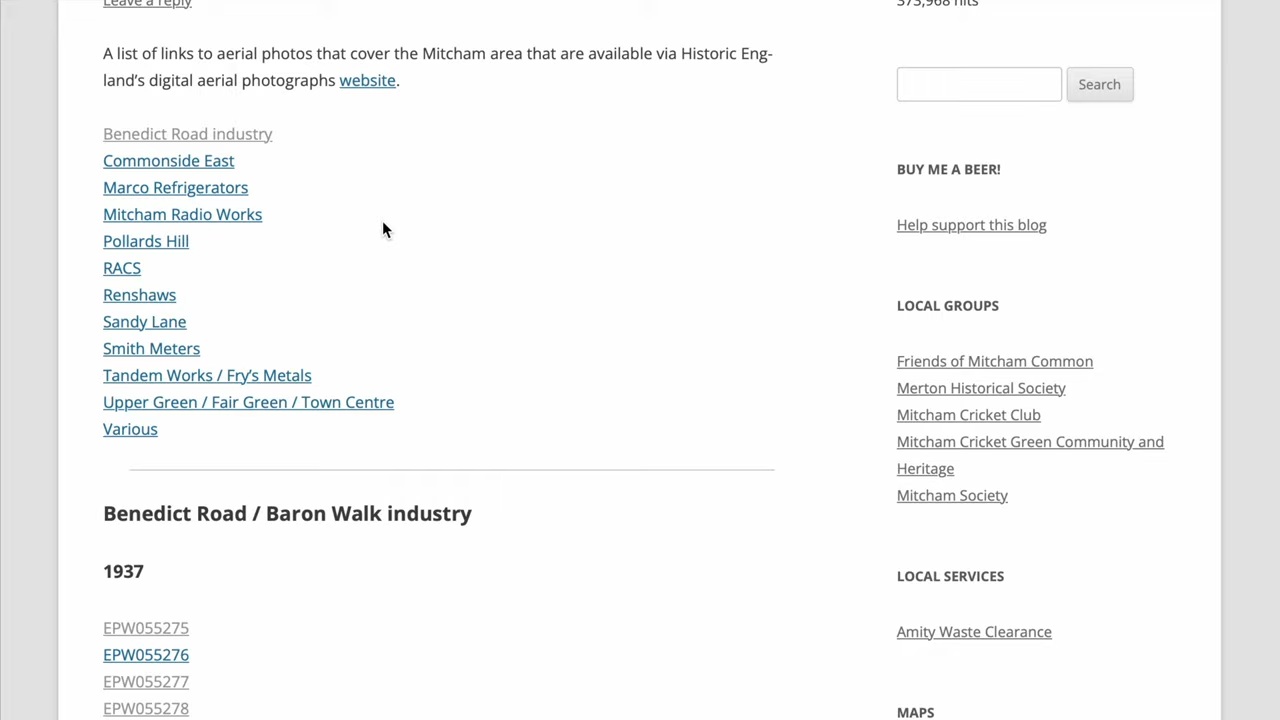 Leave a reply
A list of links to aerial photos that cover the Mitcham area that are available via Historic Eng-
land’s digital aerial photographs website.
Benedict Road industry
Commonside East
Marco Refrigerators
Mitcham Radio Works
Pollards Hill
RACS
Renshaws
Sandy Lane
Smith Meters
Tandem Works / Fry’s Metals
Upper Green / Fair Green / Town Centre
Various
Benedict Road / Baron Walk industry
1937
EPW055275
EPW055276
EPW055277
EPW055278
373,968 hits
Search
BUY ME A BEER!
Help support this blog
LOCAL GROUPS
Friends of Mitcham Common
Merton Historical Society
Mitcham Cricket Club
Mitcham Cricket Green Community and
Heritage
Mitcham Society
LOCAL SERVICES
Amity Waste Clearance
MAPS